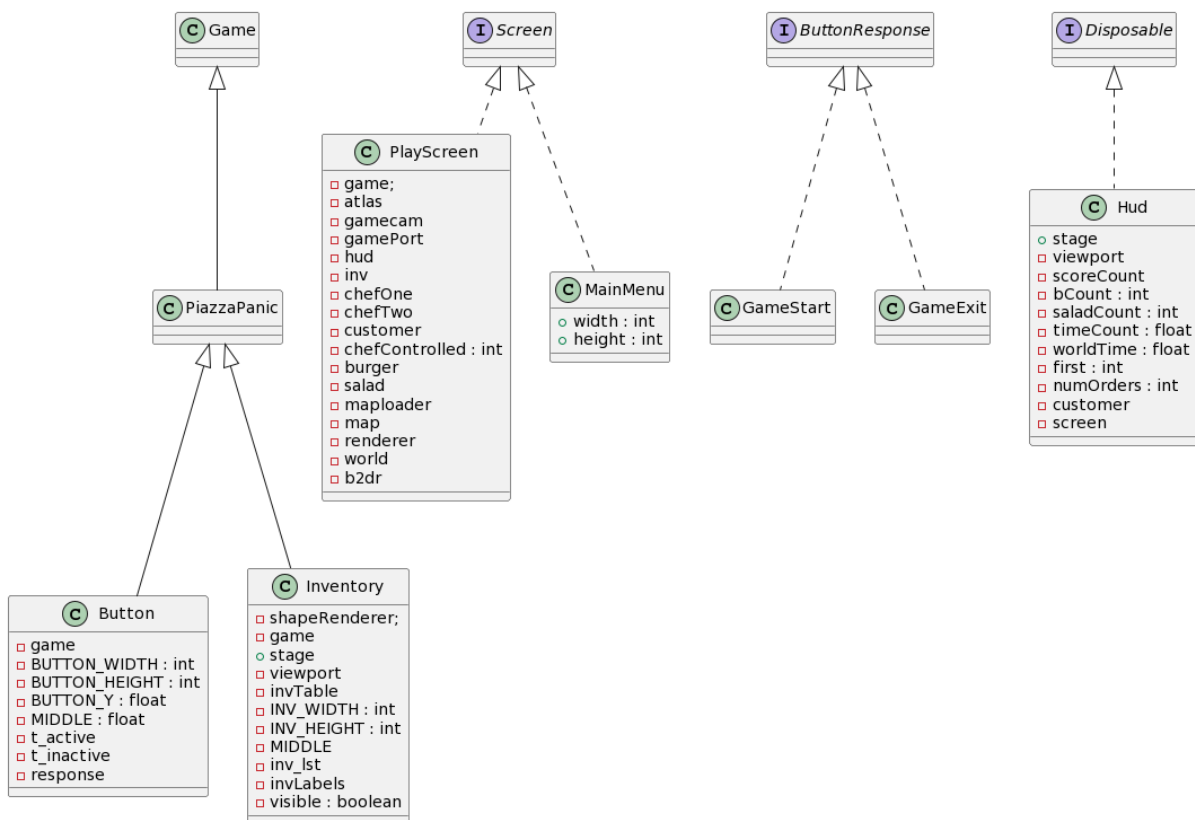 C Game
I Screen
I ButtonResponse
I Disposable
C PlayScreen
game;
atlas
gamecam
gamePort
hud
inv
chefOne
chefTwo
customer
chefControlled : int
burger
salad
maploader
map
renderer
world
b2dr
C Hud
stage
viewport
scoreCount
bCount : int
saladCount : int
timeCount : float
worldTime : float
first : int
numOrders : int
customer
screen
C PiazzaPanic
C MainMenu
width : int
height : int
C GameStart
C GameExit
C Button
game
BUTTON_WIDTH : int
BUTTON_HEIGHT : int
BUTTON_Y : float
MIDDLE : float
t_active
t_inactive
response
C Inventory
shapeRenderer;
game
stage
viewport
invTable
INV_WIDTH : int
INV_HEIGHT : int
MIDDLE
inv_lst
invLabels
visible : boolean